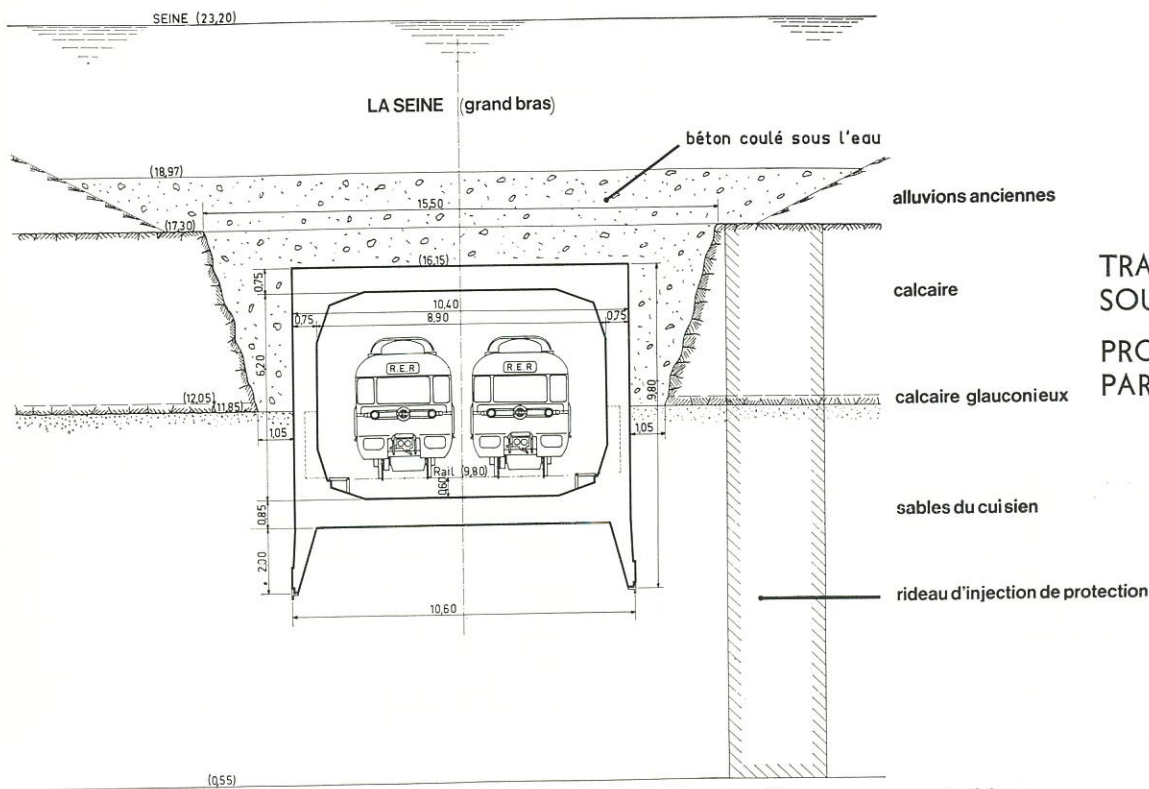 SEINE (23,20)
LA SEINE (grand bras)
béton coulé sous l'eau
(18,97)
alluvions anciennes
15,50
(17,30)
(16,15)
TRA
SOU
0,75
calcaire
10,40
0,75
8,90
0,75
PRO
PAR
R.E.R
R.E.R
6,20
9,80
(12,05)
(11,85)
calcaire glauconieux
1,05
1,05
Rail (9,80)
0,60
0,85
sables du cuisien
2,00
rideau d'injection de protection
10,60
(0,55)